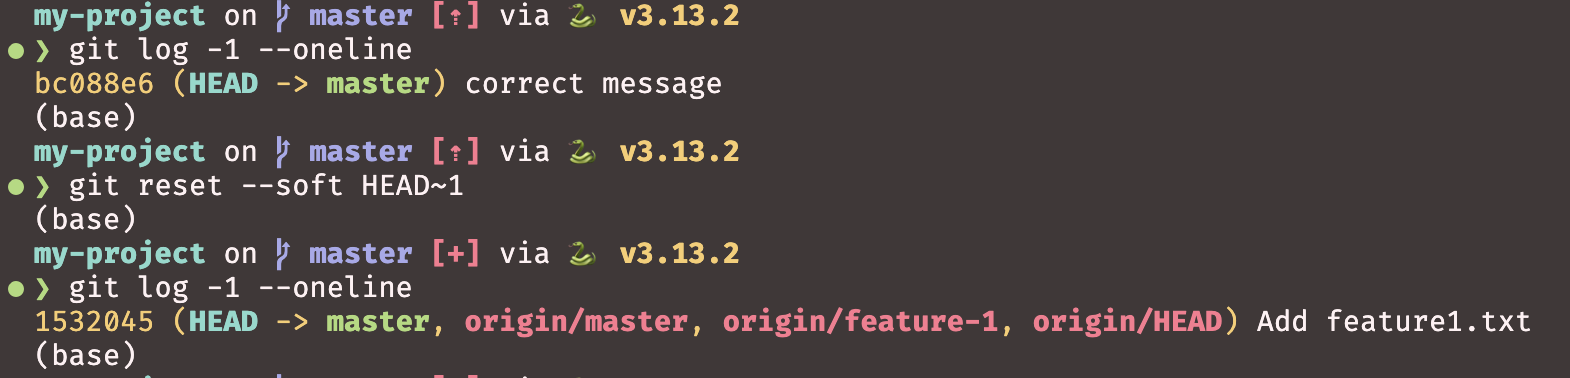 my-project on master [⇡] via 🐍 v3.13.2
❯ git log -1 --oneline
bc088e6 (HEAD -> master) correct message
(base)
my-project on master [⇡] via 🐍 v3.13.2
❯ git reset --soft HEAD~1
(base)
my-project on master [+] via 🐍 v3.13.2
❯ git log -1 --oneline
1532045 (HEAD -> master, origin/master, origin/feature-1, origin/HEAD) Add feature1.txt
(base)